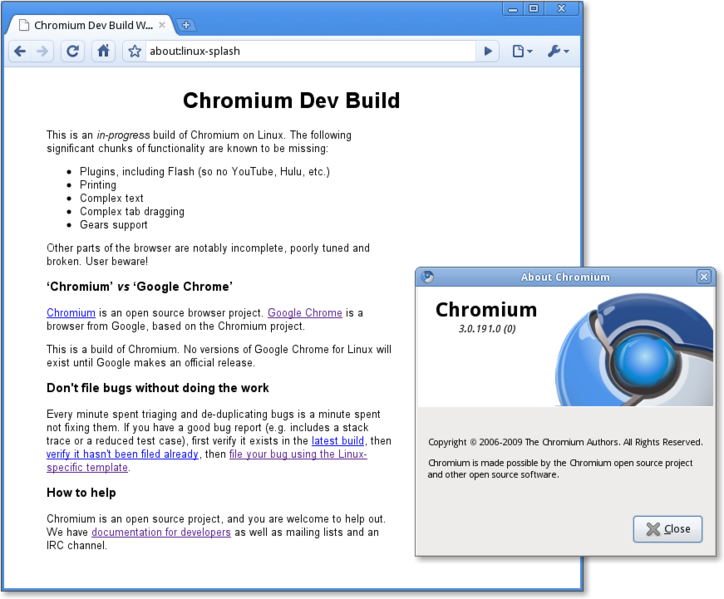 Chromium Dev Build W...
about:linux-splash
Chromium Dev Build
This is an in-progress build of Chromium on Linux. The following
significant chunks of functionality are known to be missing:
• Plugins, including Flash (so no YouTube, Hulu, etc.)
• Printing
• Complex text
• Complex tab dragging
• Gears support
Other parts of the browser are notably incomplete, poorly tuned and
broken. User beware!
‘Chromium’ vs ‘Google Chrome’
Chromium is an open source browser project. Google Chrome is a
browser from Google, based on the Chromium project.
This is a build of Chromium. No versions of Google Chrome for Linux will
exist until Google makes an official release.
Don't file bugs without doing the work
Every minute spent triaging and de-duplicating bugs is a minute spent
not fixing them. If you have a good bug report (e.g. includes a stack
trace or a reduced test case), first verify it exists in the latest build, then
verify it hasn't been filed already, then file your bug using the Linux-
specific template.
How to help
Chromium is an open source project, and you are welcome to help out.
We have documentation for developers as well as mailing lists and an
IRC channel.
About Chromium
Chromium
3.0.191.0 (0)
Copyright © 2006-2009 The Chromium Authors. All Rights Reserved.
Chromium is made possible by the Chromium open source project
and other open source software.
Close